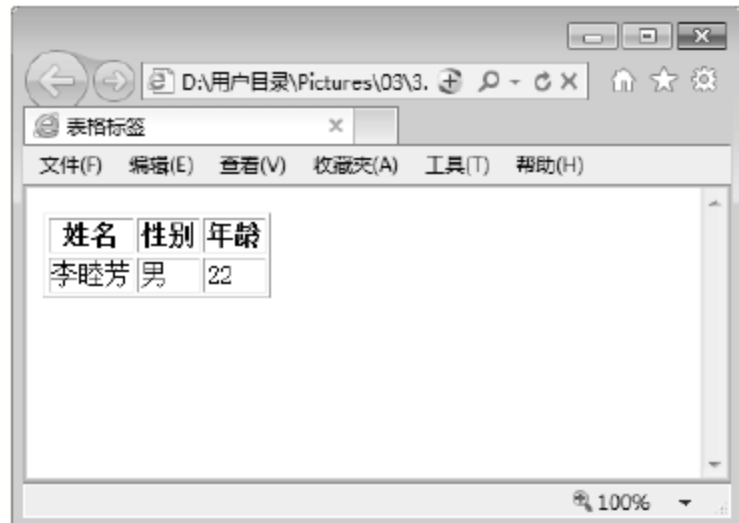 D:\用户目录\Pictures\03\3.
表格标签
文件(F) 编辑(E) 查看(V) 收藏夹(A) 工具(T) 帮助(H)
姓名 性别 年龄
李睦芳 男 22
100%